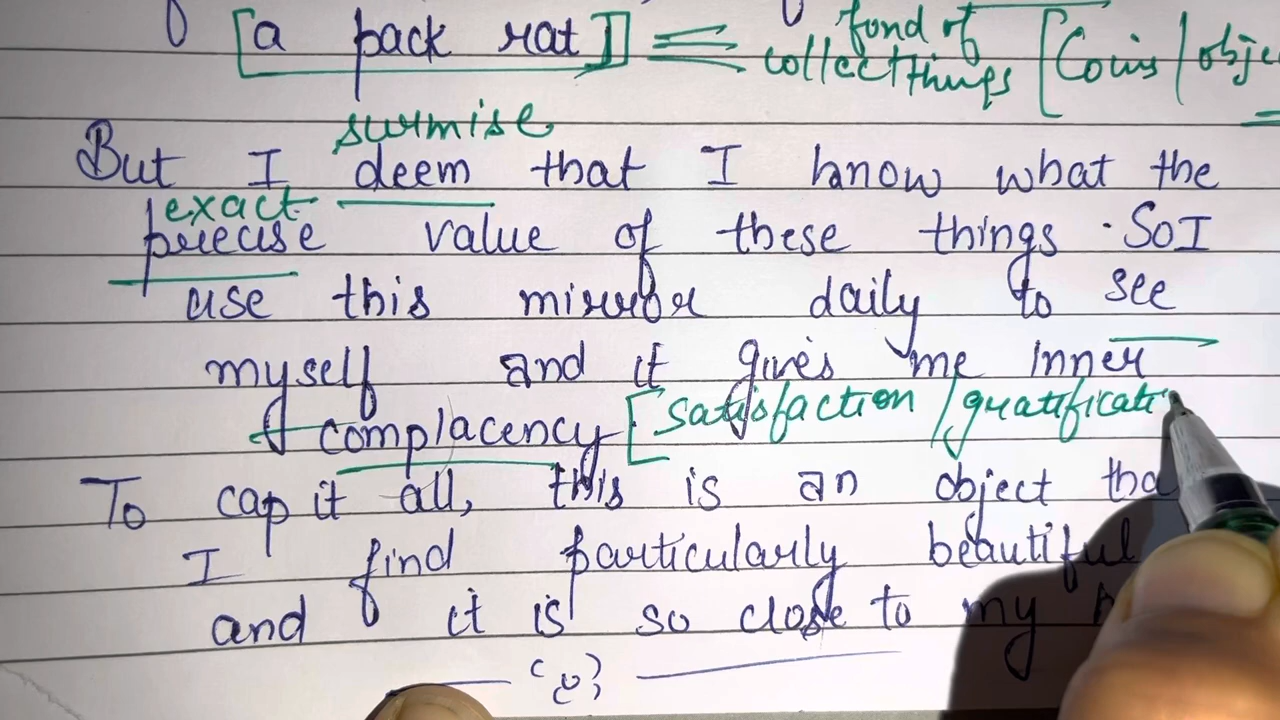 [a pack rat] = fond of
collect things [Coins/obje
surmise
But I deem that I know what the
exact
precise value of these things. So I
use this mirror daily to see
myself and it gives me inner
complacency [satisfaction/gratificati
To cap it all, this is an object tha
I find particularly beautiful
and it is so close to my